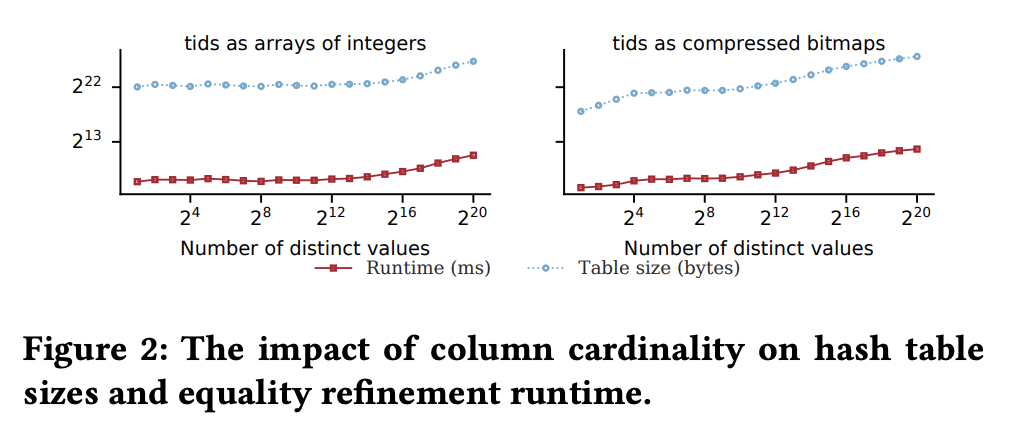 tids as arrays of integers
tids as compressed bitmaps
2^22
2^13
2^4 2^8 2^12 2^16 2^20
2^4 2^8 2^12 2^16 2^20
Number of distinct values
Number of distinct values
Runtime (ms)
Table size (bytes)
Figure 2: The impact of column cardinality on hash table
sizes and equality refinement runtime.